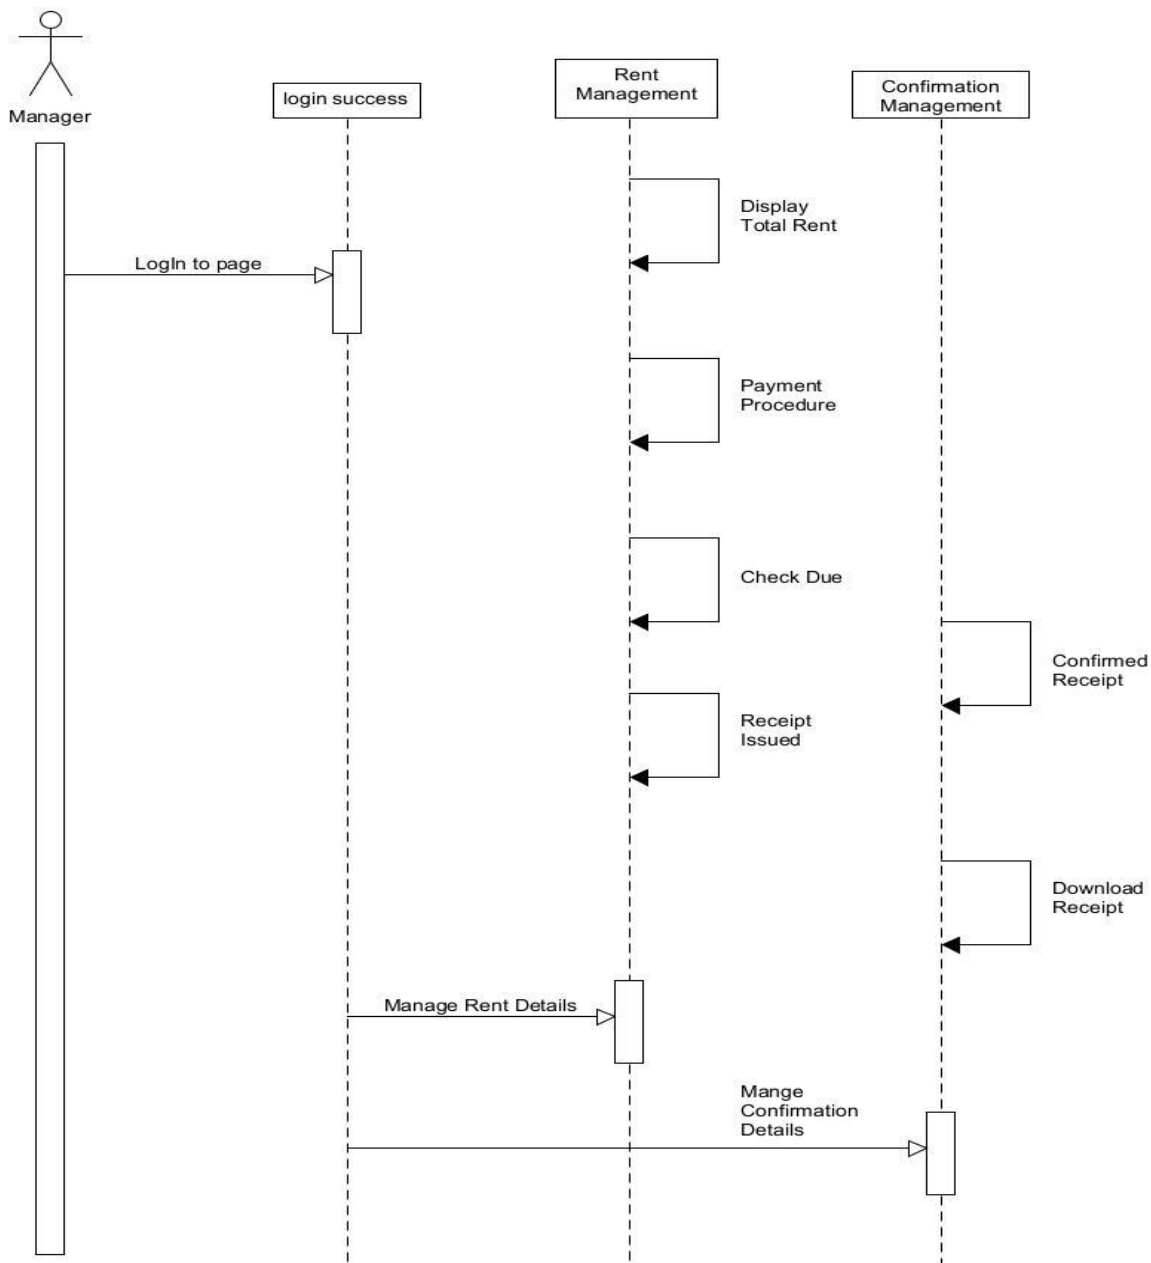 Manager
login success
Rent
Management
Confirmation
Management
Display
Total Rent
LogIn to page
Payment
Procedure
Check Due
Confirmed
Receipt
Receipt
Issued
Download
Receipt
Manage Rent Details
Mange
Confirmation
Details